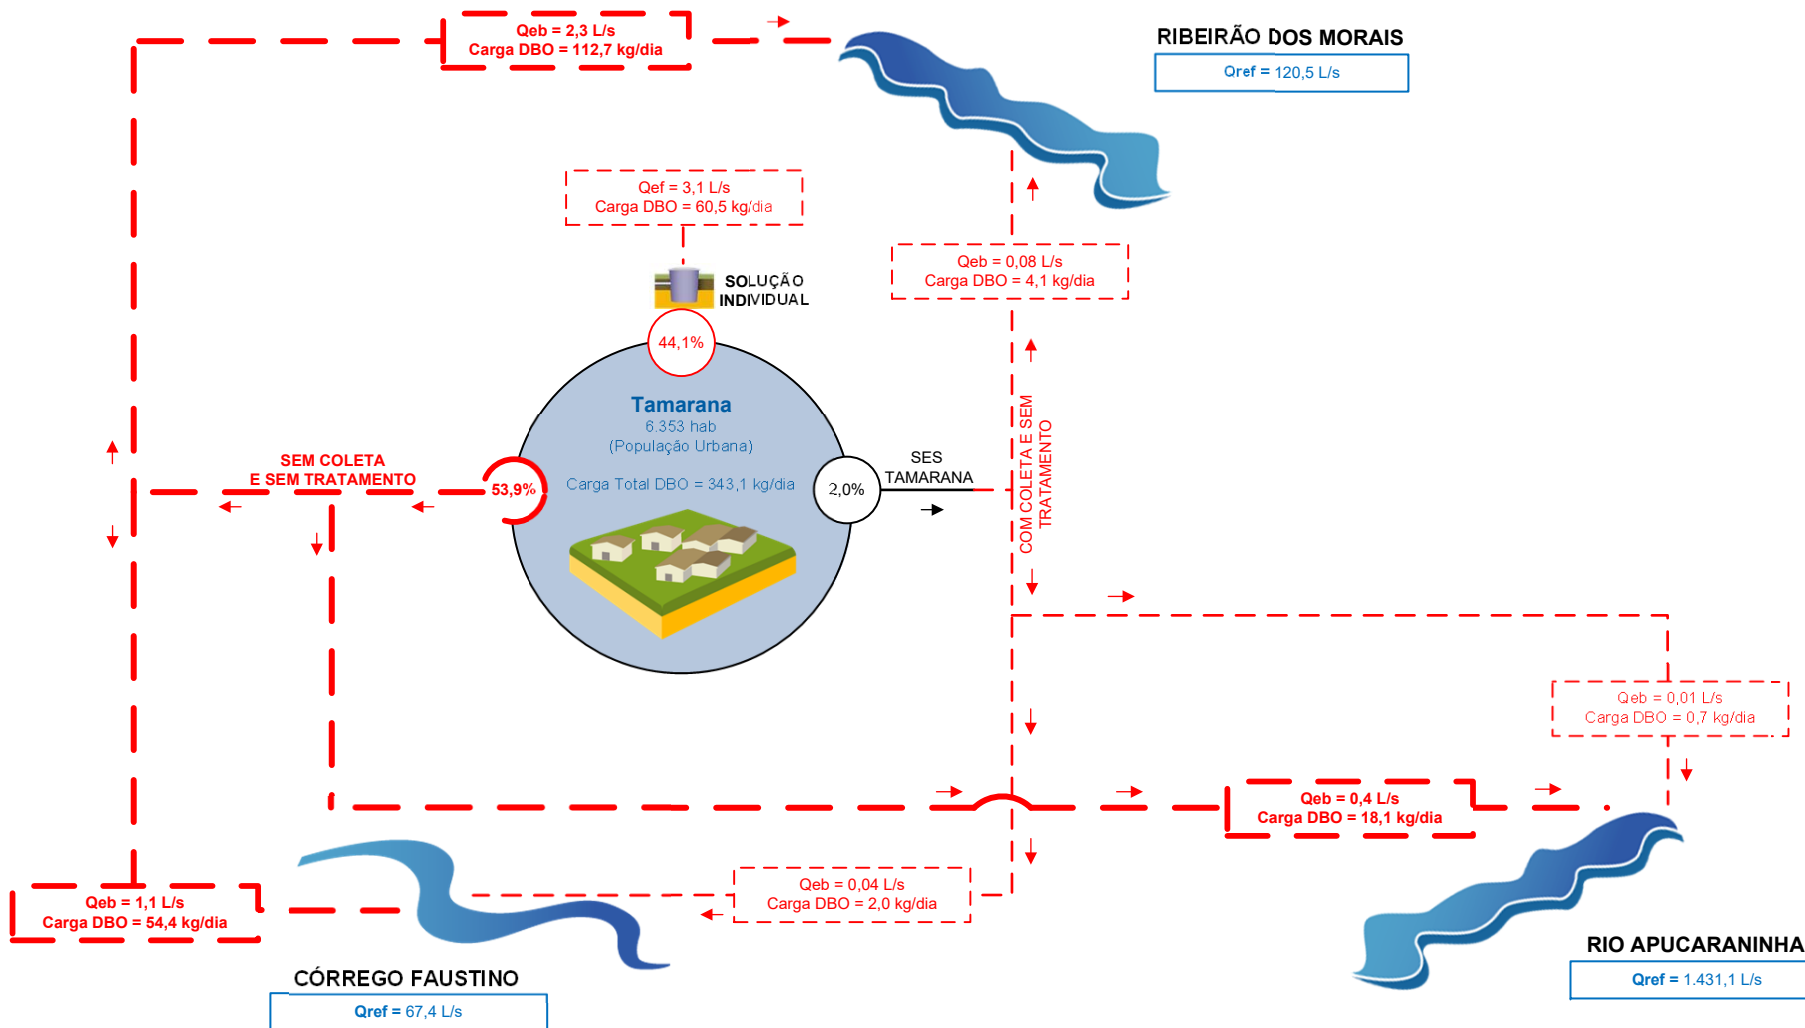 Qeb = 2,3 L/s
Carga DBO = 112,7 kg/dia
RIBEIRÃO DOS MORAIS
Qref = 120,5 L/s
Qef = 3,1 L/s
Carga DBO = 60,5 kg/dia
Qeb = 0,08 L/s
Carga DBO = 4,1 kg/dia
SOLUÇÃO
INDIVIDUAL
44,1%
Tamarana
6.353 hab
(População Urbana)
Carga Total DBO = 343,1 kg/dia
SEM COLETA
E SEM TRATAMENTO
53,9%
2,0%
SES
TAMARANA
COM COLETA E SEM
TRATAMENTO
Qeb = 0,01 L/s
Carga DBO = 0,7 kg/dia
Qeb = 0,4 L/s
Carga DBO = 18,1 kg/dia
Qeb = 0,04 L/s
Carga DBO = 2,0 kg/dia
Qeb = 1,1 L/s
Carga DBO = 54,4 kg/dia
CÓRREGO FAUSTINO
Qref = 67,4 L/s
RIO APUCARANINHA
Qref = 1.431,1 L/s